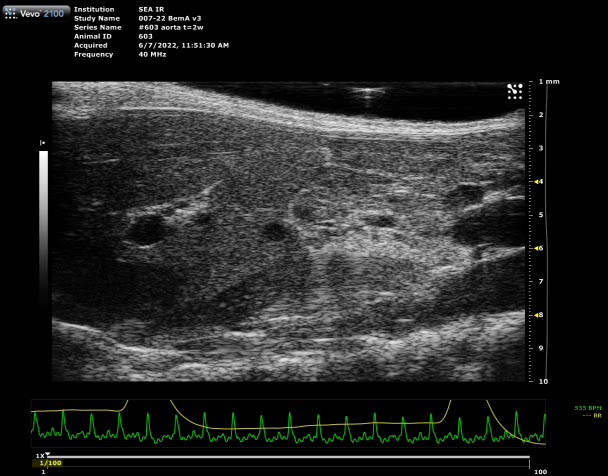 Vevo 2100
Institution SEA IR
Study Name 007-22 BemA v3
Series Name #603 aorta t=2w
Animal ID 603
Acquired 6/7/2022, 11:51:30 AM
Frequency 40 MHz
1 mm
2
3
4
5
6
7
8
9
10
535 BPM
--- RR
1X
1/100
1 100